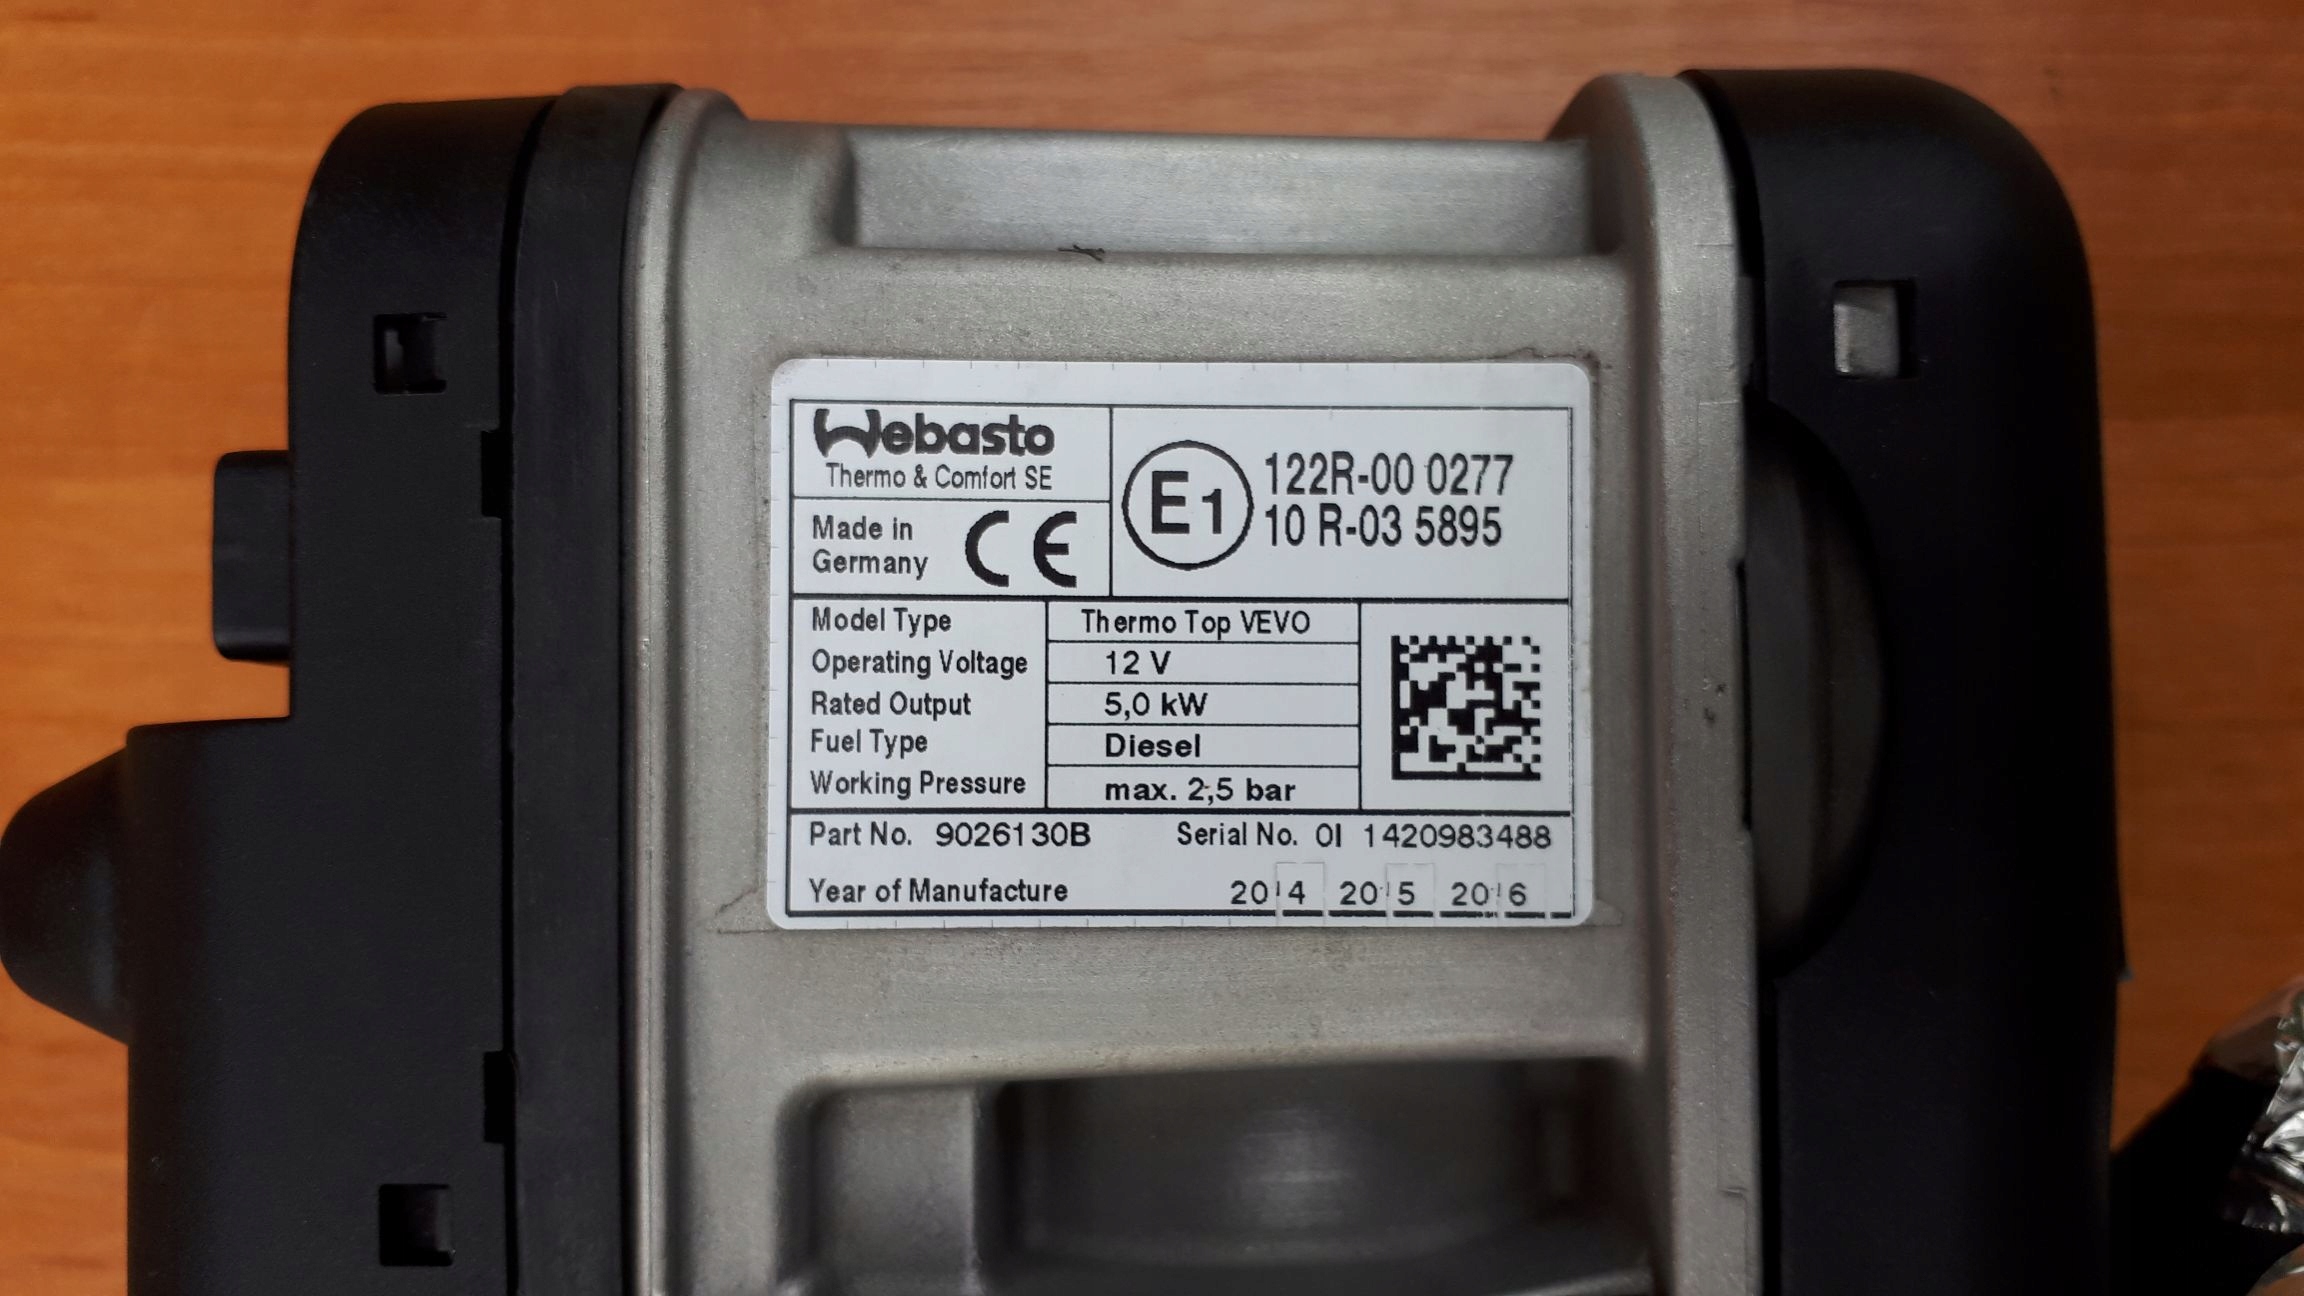 Webasto
Thermo & Comfort SE
Made in
Germany
CE
E1
122R-00 0277
10 R-03 5895
Model Type Thermo Top VEVO
Operating Voltage 12 V
Rated Output 5,0 kW
Fuel Type Diesel
Working Pressure max. 2,5 bar
Part No. 9026130B Serial No. 01 1420983488
Year of Manufacture 2014 2015 2016